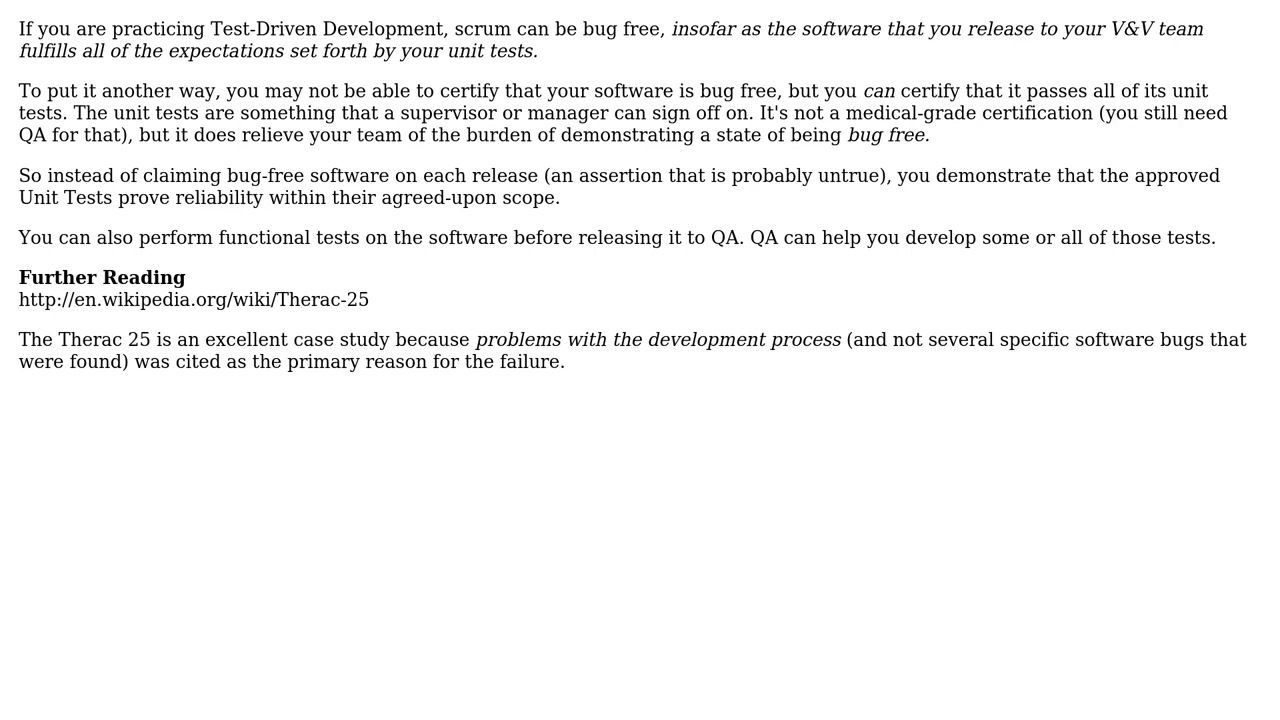 If you are practicing Test-Driven Development, scrum can be bug free, insofar as the software that you release to your V&V team
fulfills all of the expectations set forth by your unit tests.
To put it another way, you may not be able to certify that your software is bug free, but you can certify that it passes all of its unit
tests. The unit tests are something that a supervisor or manager can sign off on. It's not a medical-grade certification (you still need
QA for that), but it does relieve your team of the burden of demonstrating a state of being bug free.
So instead of claiming bug-free software on each release (an assertion that is probably untrue), you demonstrate that the approved
Unit Tests prove reliability within their agreed-upon scope.
You can also perform functional tests on the software before releasing it to QA. QA can help you develop some or all of those tests.
Further Reading
http://en.wikipedia.org/wiki/Therac-25
The Therac 25 is an excellent case study because problems with the development process (and not several specific software bugs that
were found) was cited as the primary reason for the failure.